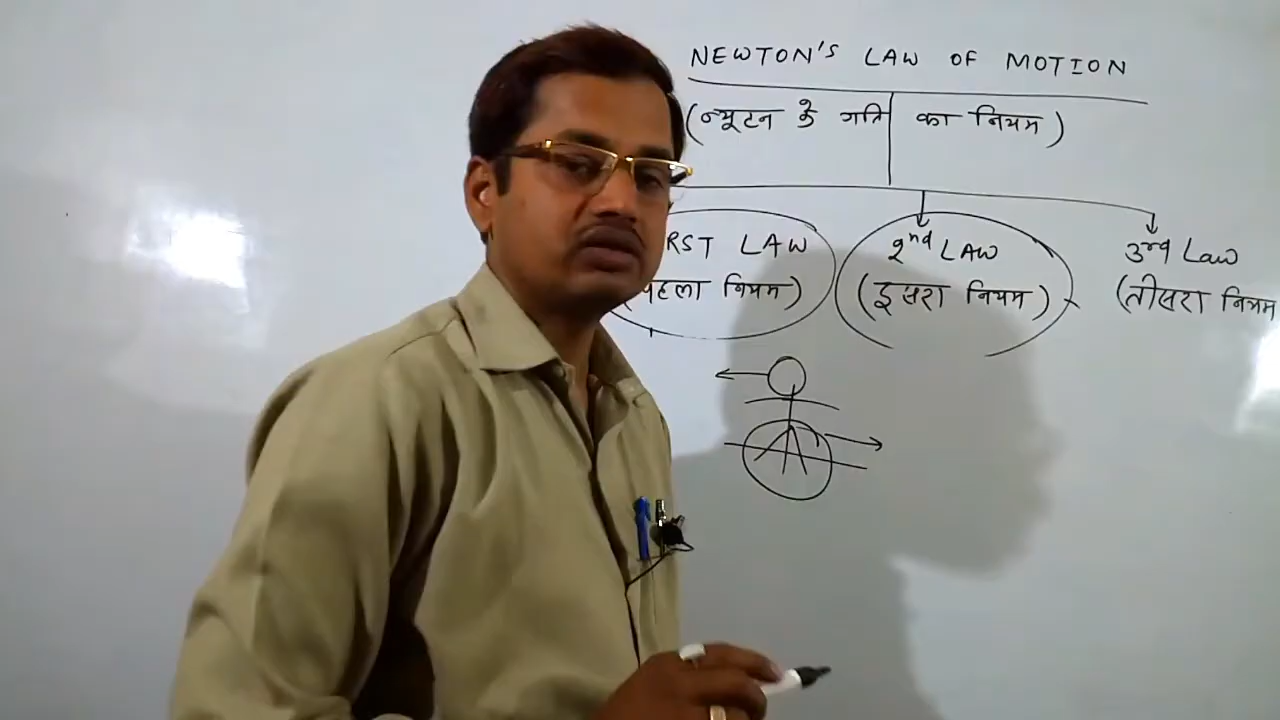 NEWTON'S LAW OF MOTION
(न्यूटन के गति का नियम)
RST LAW 2nd LAW 3rd Law
पहला नियम) (दूसरा नियम) (तीसरा नियम